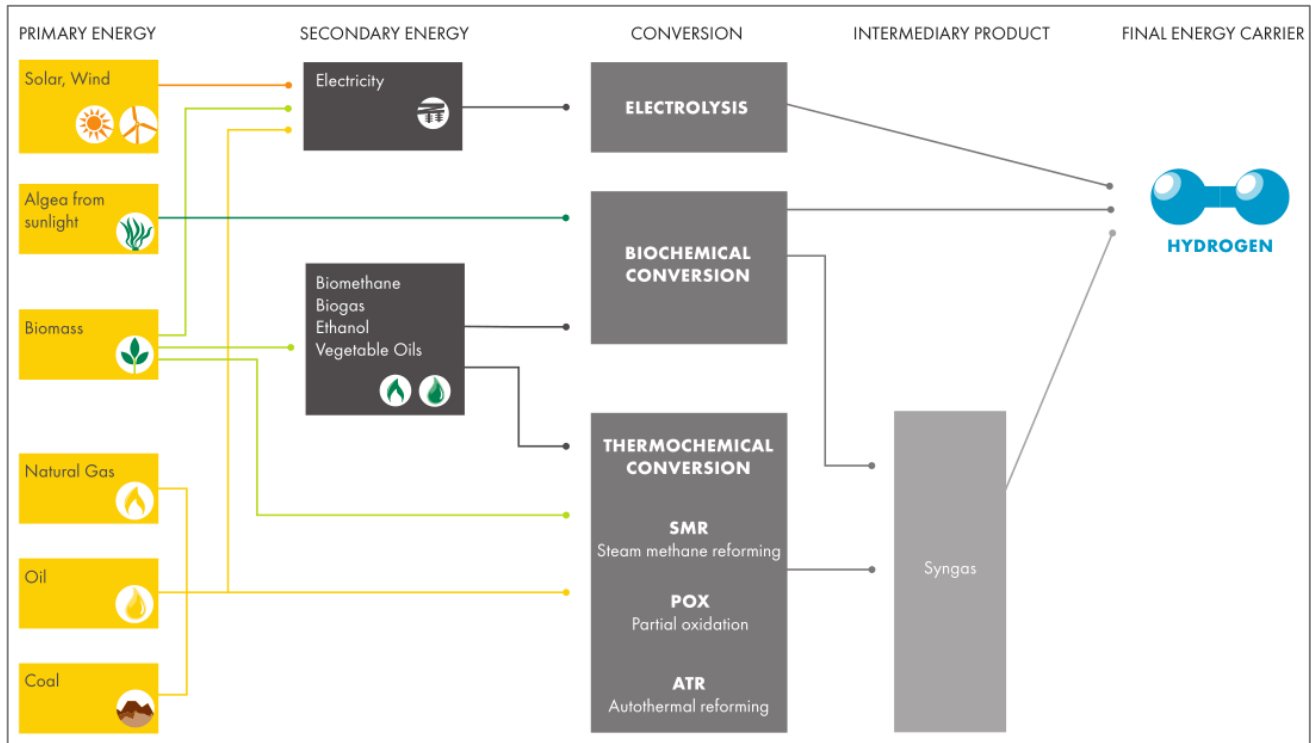 PRIMARY ENERGY
SECONDARY ENERGY
CONVERSION
INTERMEDIARY PRODUCT
FINAL ENERGY CARRIER
Solar, Wind
Electricity
ELECTROLYSIS
Algea from
sunlight
BIOCHEMICAL
CONVERSION
HYDROGEN
Biomethane
Biogas
Ethanol
Vegetable Oils
Biomass
Natural Gas
THERMOCHEMICAL
CONVERSION
SMR
Steam methane reforming
Oil
POX
Partial oxidation
Syngas
Coal
ATR
Autothermal reforming